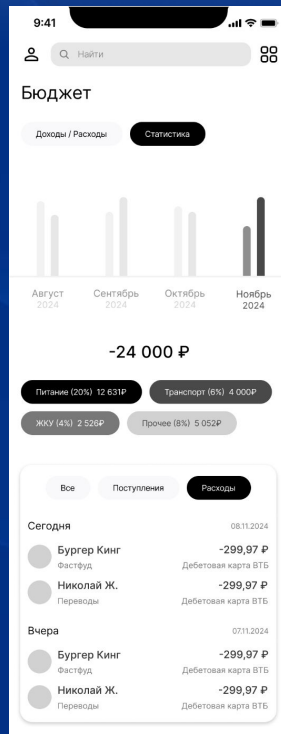 9:41
Найти
Бюджет
Доходы / Расходы Статистика
Август Сентябрь Октябрь Ноябрь
2024 2024 2024 2024
-24 000 ₽
Питание (20%) 12 631₽ Транспорт (6%) 4 000₽
ЖКУ (4%) 2 526₽ Прочее (8%) 5 052₽
Все Поступления Расходы
Сегодня 08.11.2024
Бургер Кинг -299,97 ₽
Фастфуд Дебетовая карта ВТБ
Николай Ж. -299,97 ₽
Переводы Дебетовая карта ВТБ
Вчера 07.11.2024
Бургер Кинг -299,97 ₽
Фастфуд Дебетовая карта ВТБ
Николай Ж. -299,97 ₽
Переводы Дебетовая карта ВТБ